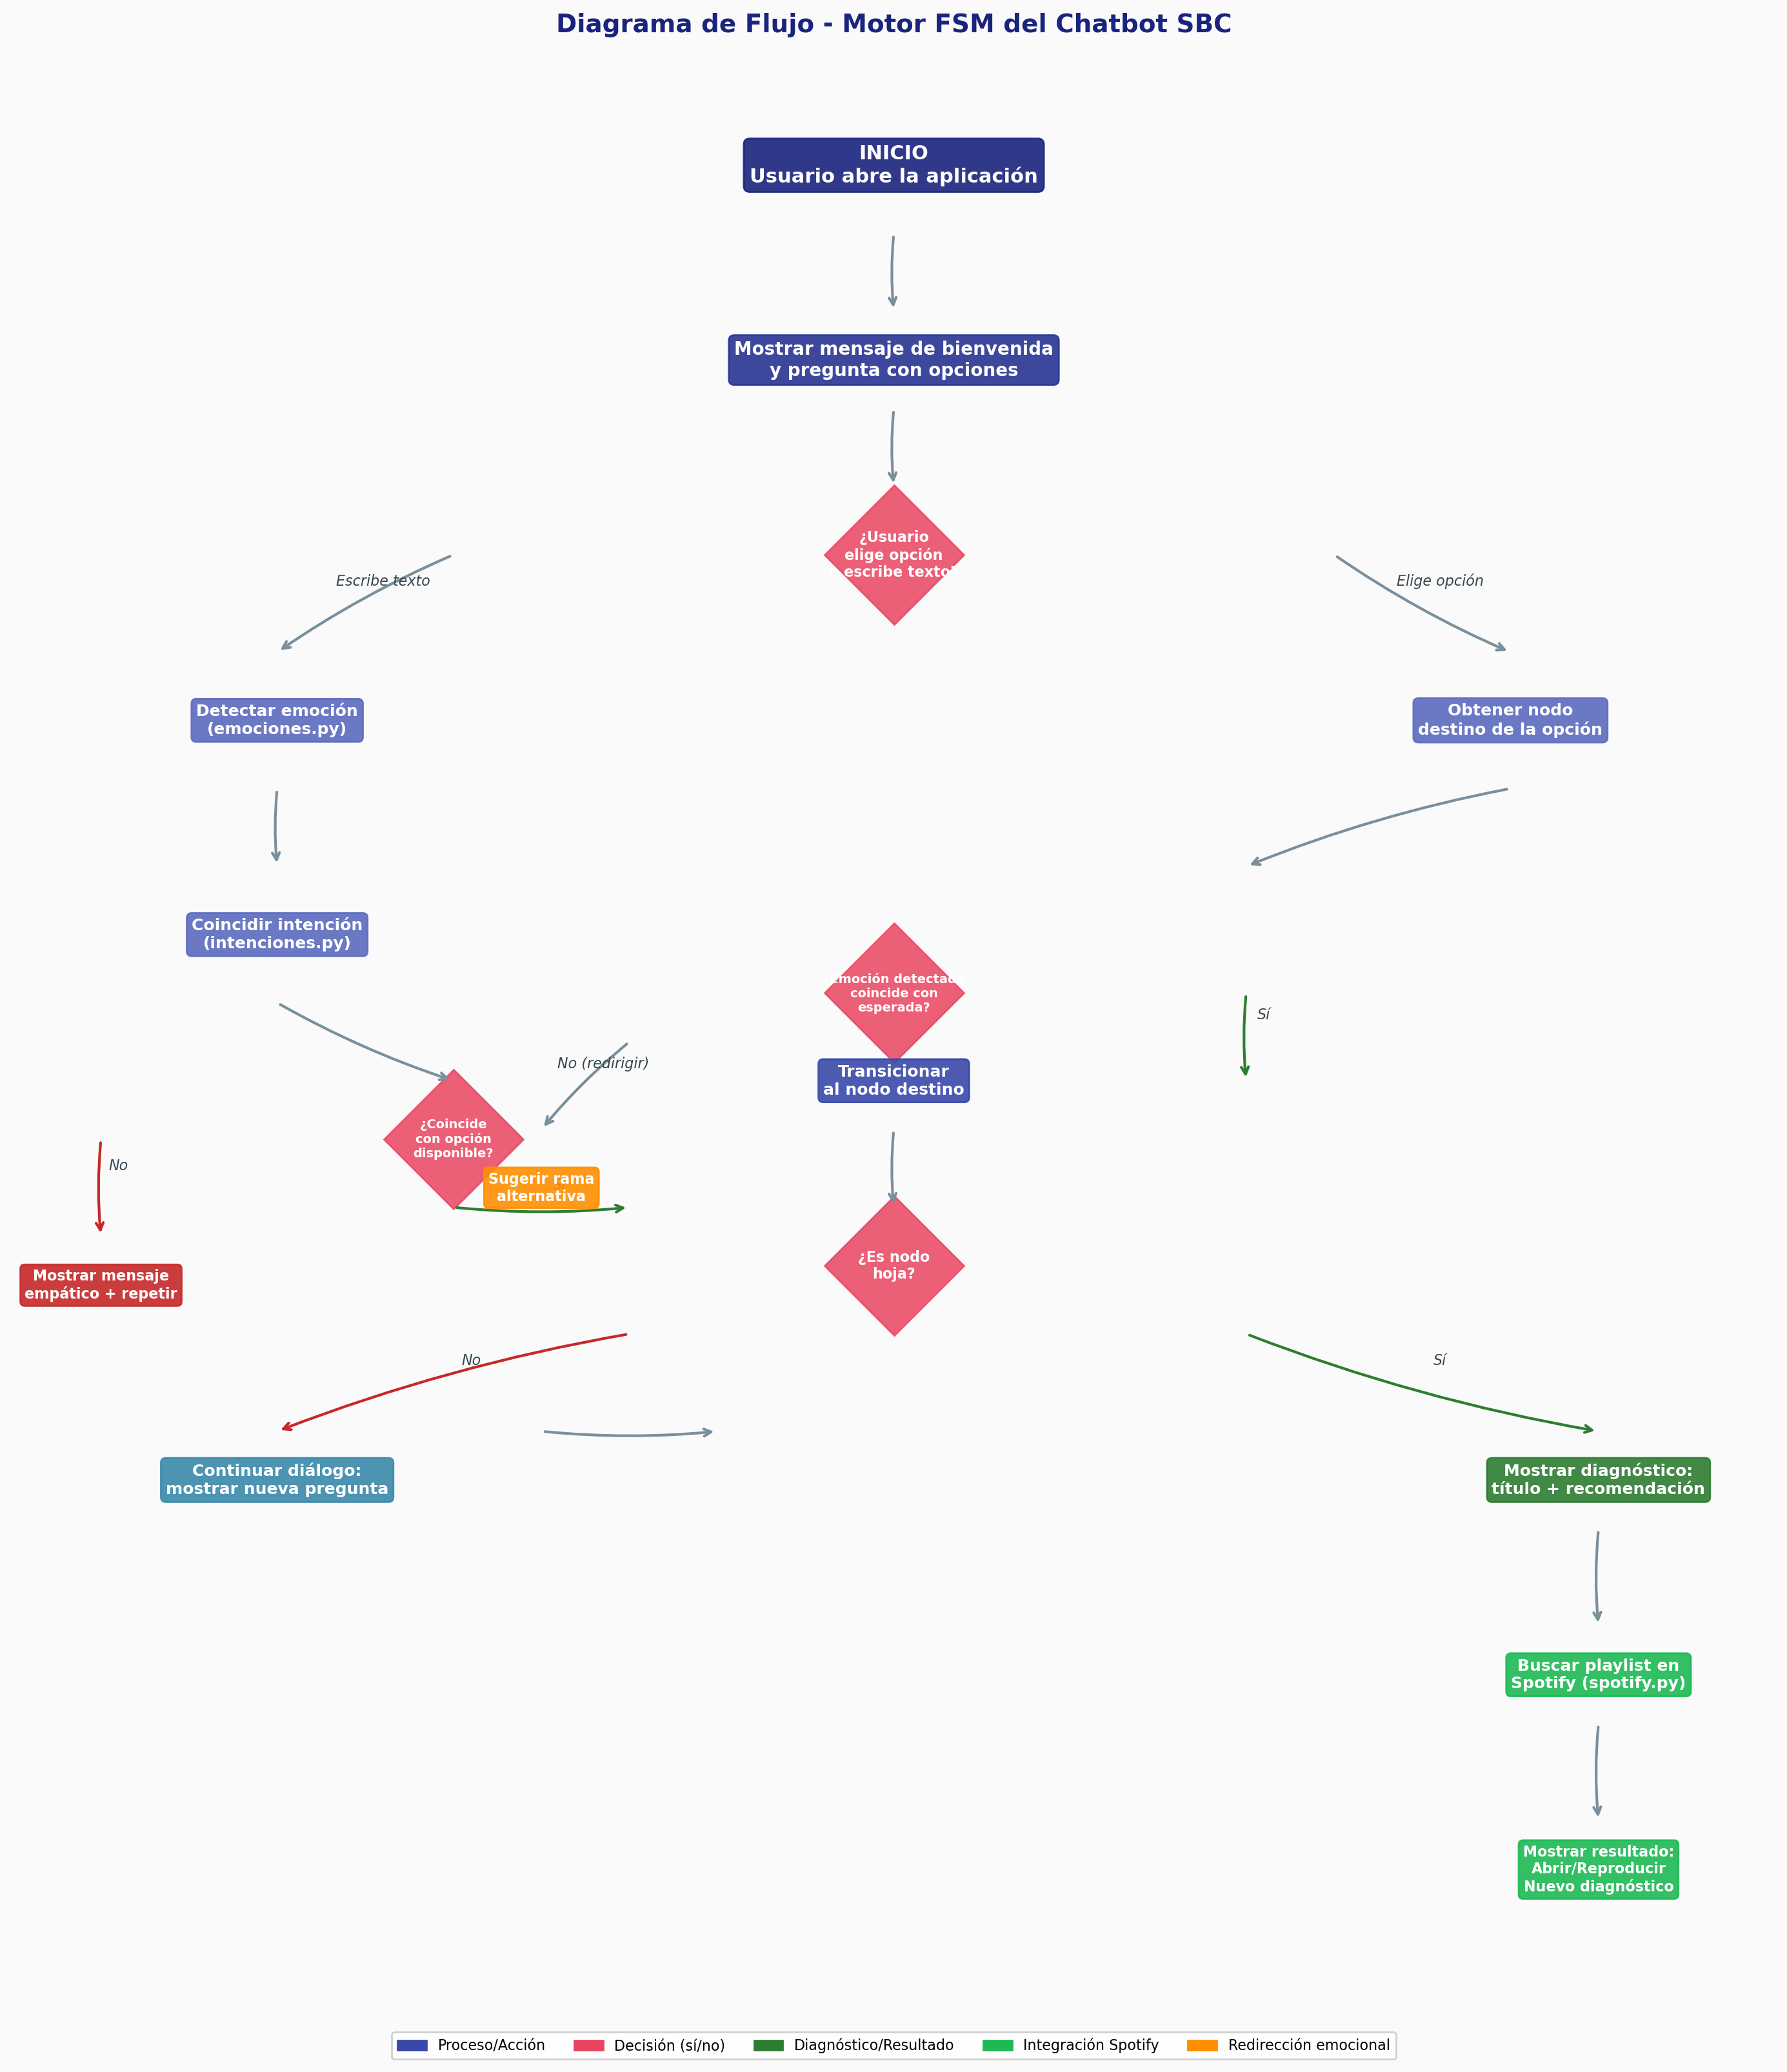 Diagrama de Flujo - Motor FSM del Chatbot SBC
INICIO
Usuario abre la aplicación
Mostrar mensaje de bienvenida
y pregunta con opciones
¿Usuario
elige opción
escribe texto
Escribe texto
Elige opción
Detectar emoción
(emociones.py)
Obtener nodo
destino de la opción
Coincidir intención
(intenciones.py)
coincide con
esperada?
Sí
No (redirigir)
Transicionar
al nodo destino
¿Coincide
con opción
disponible?
No
Sugerir rama
alternativa
¿Es nodo
hoja?
Mostrar mensaje
empático + repetir
No
Sí
Continuar diálogo:
mostrar nueva pregunta
Mostrar diagnóstico:
título + recomendación
Buscar playlist en
Spotify (spotify.py)
Mostrar resultado:
Abrir/Reproducir
Nuevo diagnóstico
Proceso/Acción
Decisión (sí/no)
Diagnóstico/Resultado
Integración Spotify
Redirección emocional